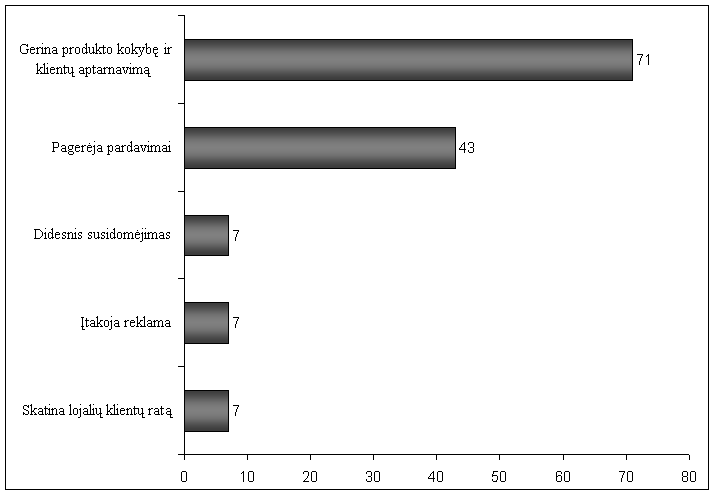 Gerina produkto kokybę ir
klientų aptarnavimą
71
Pagerėja pardavimai
43
Didesnis susidomėjimas
7
Įtakoja reklama
7
Skatina lojalių klientų ratą
7
0 10 20 30 40 50 60 70 80